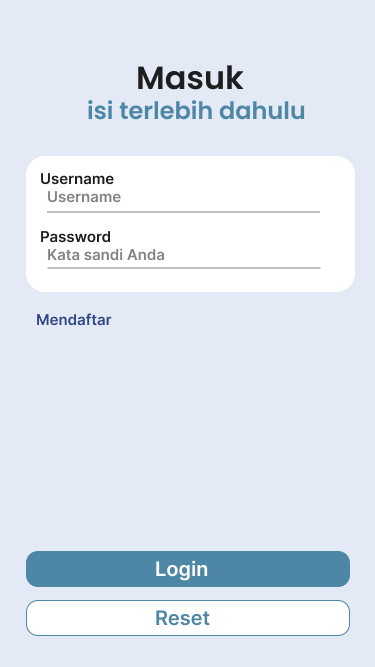 Masuk
isi terlebih dahulu
Username
Username
Password
Kata sandi Anda
Mendaftar
Login
Reset